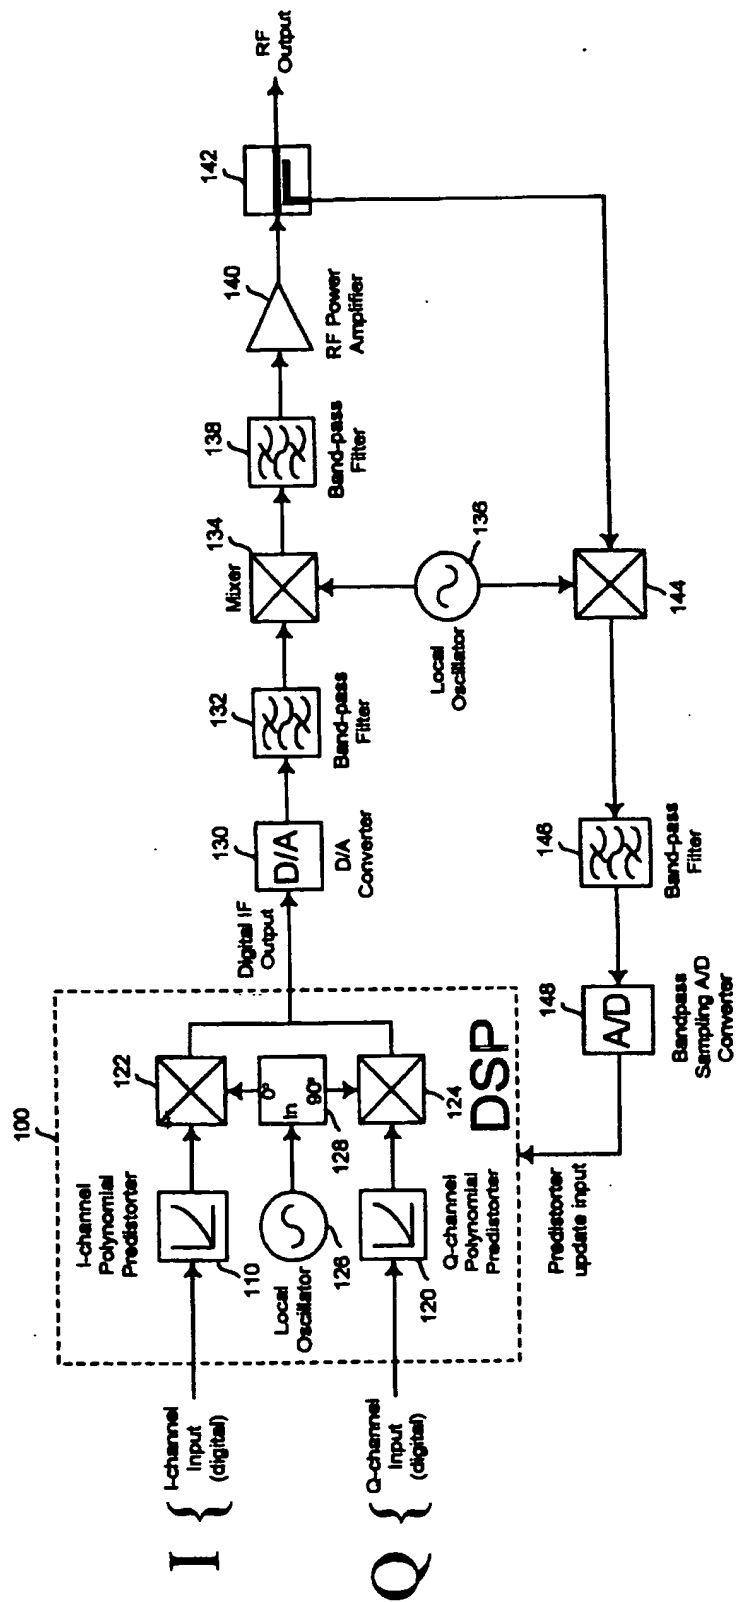 100
I {
I-channel
Input
(digital)
Q {
Q-channel
Input
(digital)
I-channel
Polynomial
Predistorter
110
Local
Oscillator
126
Q-channel
Polynomial
Predistorter
120
122
0°
In
90°
128
124
DSP
Predistorter
update input
Digital IF
Output
130
D/A
D/A
Converter
132
Band-pass
Filter
Mixer
134
Local
Oscillator
136
138
Band-pass
Filter
140
RF Power
Amplifier
142
RF
Output
144
146
Band-pass
Filter
148
A/D
Bandpass
Sampling A/D
Converter